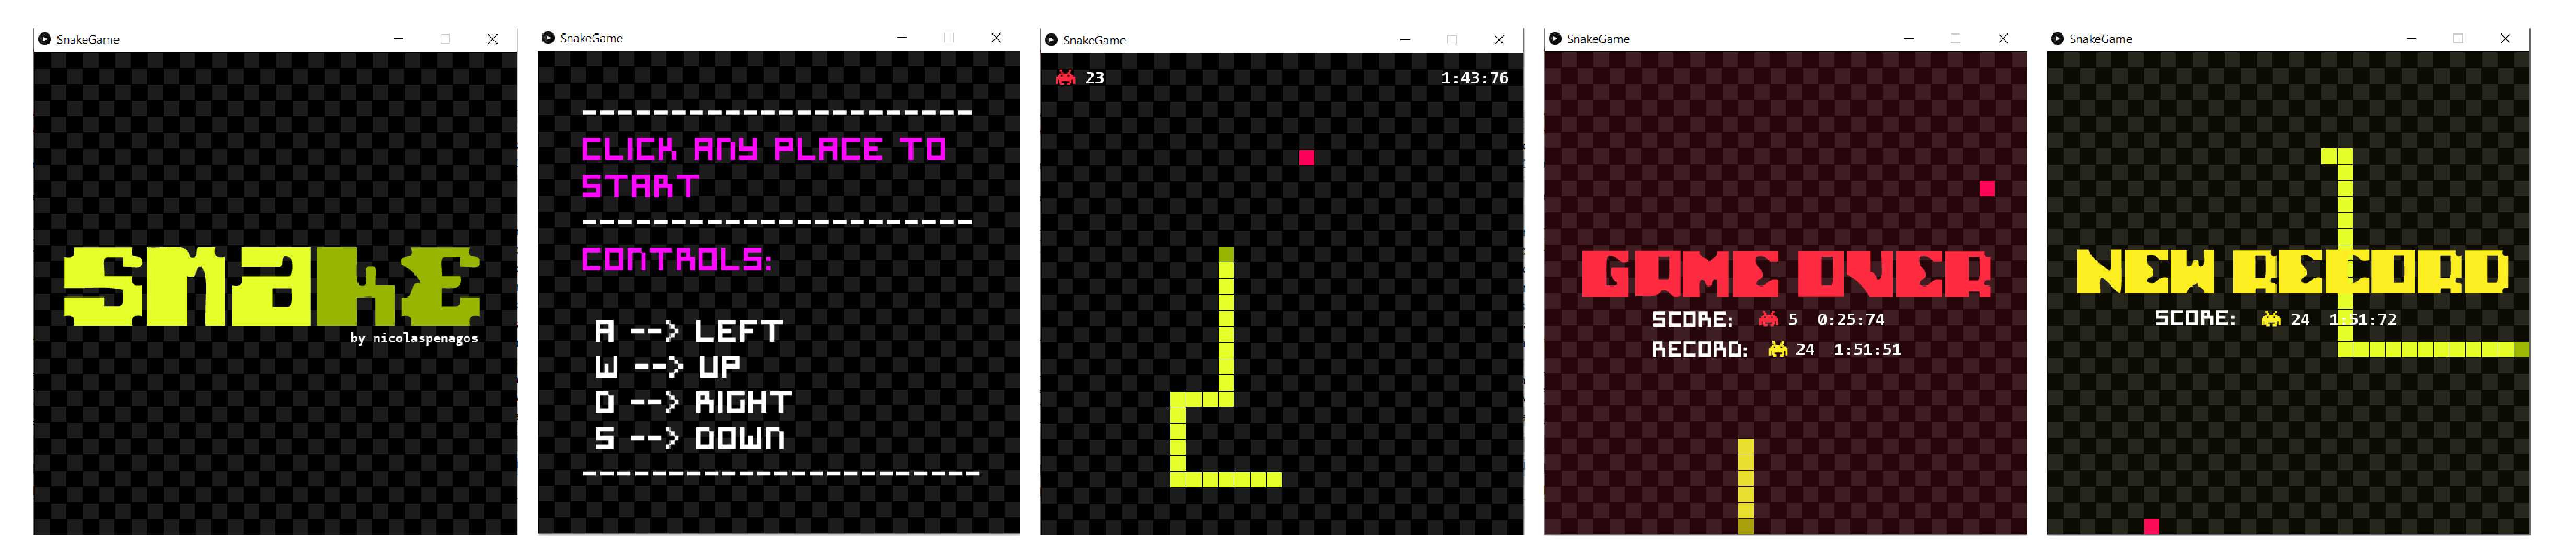 SnakeGame
snake
by nicolaspenagos
SnakeGame
-----------------------
CLICK ANY PLACE TO
START
-----------------------
CONTROLS:
A --> LEFT
W --> UP
D --> RIGHT
S --> DOWN
-----------------------
SnakeGame
23 1:43:76
SnakeGame
GAME OVER
SCORE: 5 0:25:74
RECORD: 24 1:51:51
SnakeGame
NEW RECORD
SCORE: 24 1:51:72